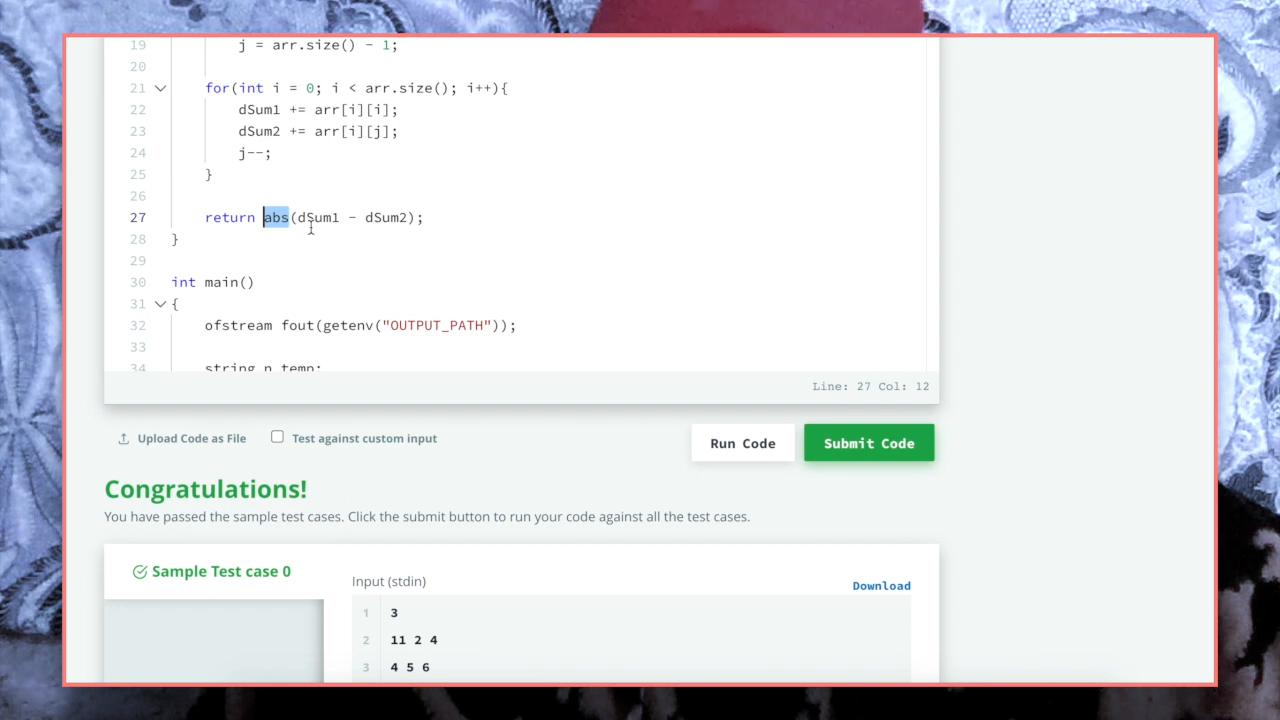 19 j = arr.size() - 1;
20
21 for(int i = 0; i < arr.size(); i++){
22 dSum1 += arr[i][i];
23 dSum2 += arr[i][j];
24 j--;
25 }
26
27 return abs(dSum1 - dSum2);
28 }
29
30 int main()
31 {
32 ofstream fout(getenv("OUTPUT_PATH"));
33
34 string n_temp;
Line: 27 Col: 12
Upload Code as File
Test against custom input
Run Code
Submit Code
Congratulations!
You have passed the sample test cases. Click the submit button to run your code against all the test cases.
Sample Test case 0
Input (stdin)
Download
1 3
2 11 2 4
3 4 5 6